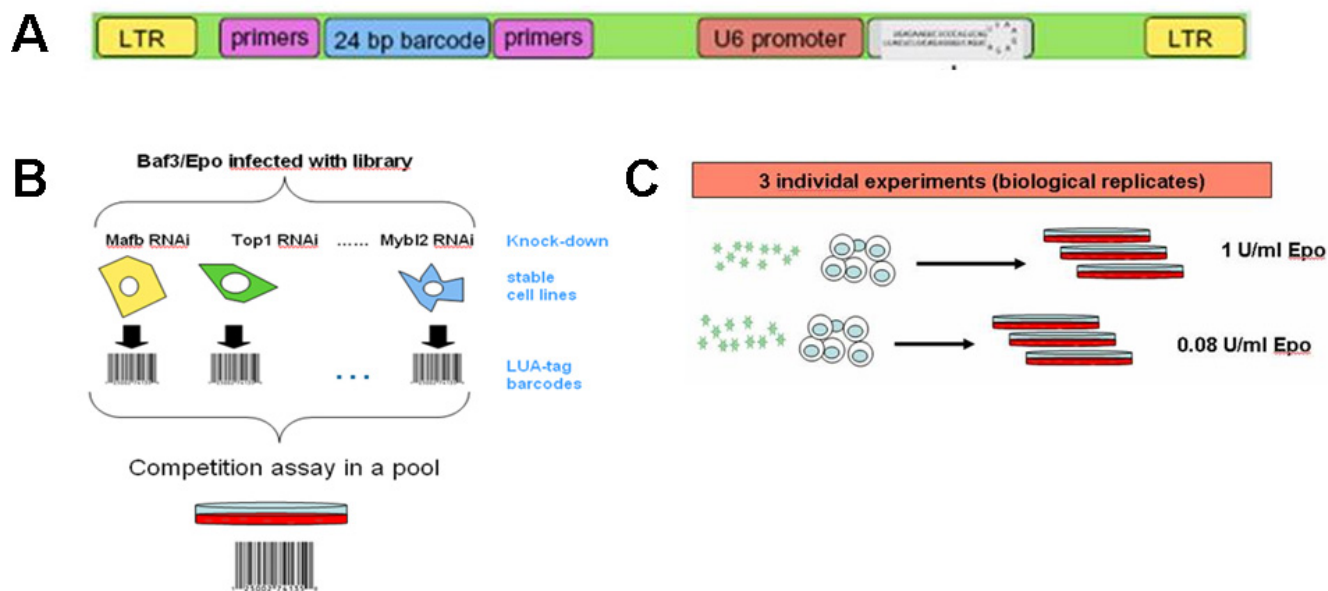 A
LTR
primers
24 bp barcode
primers
U6 promoter
LTR
B
Baf3/Epo infected with library
Mafb RNAi
Top1 RNAi
......
Mybl2 RNAi
Knock-down
stable
cell lines
LUA-tag
barcodes
...
Competition assay in a pool
C
3 individal experiments (biological replicates)
1 U/ml Epo
0.08 U/ml Epo